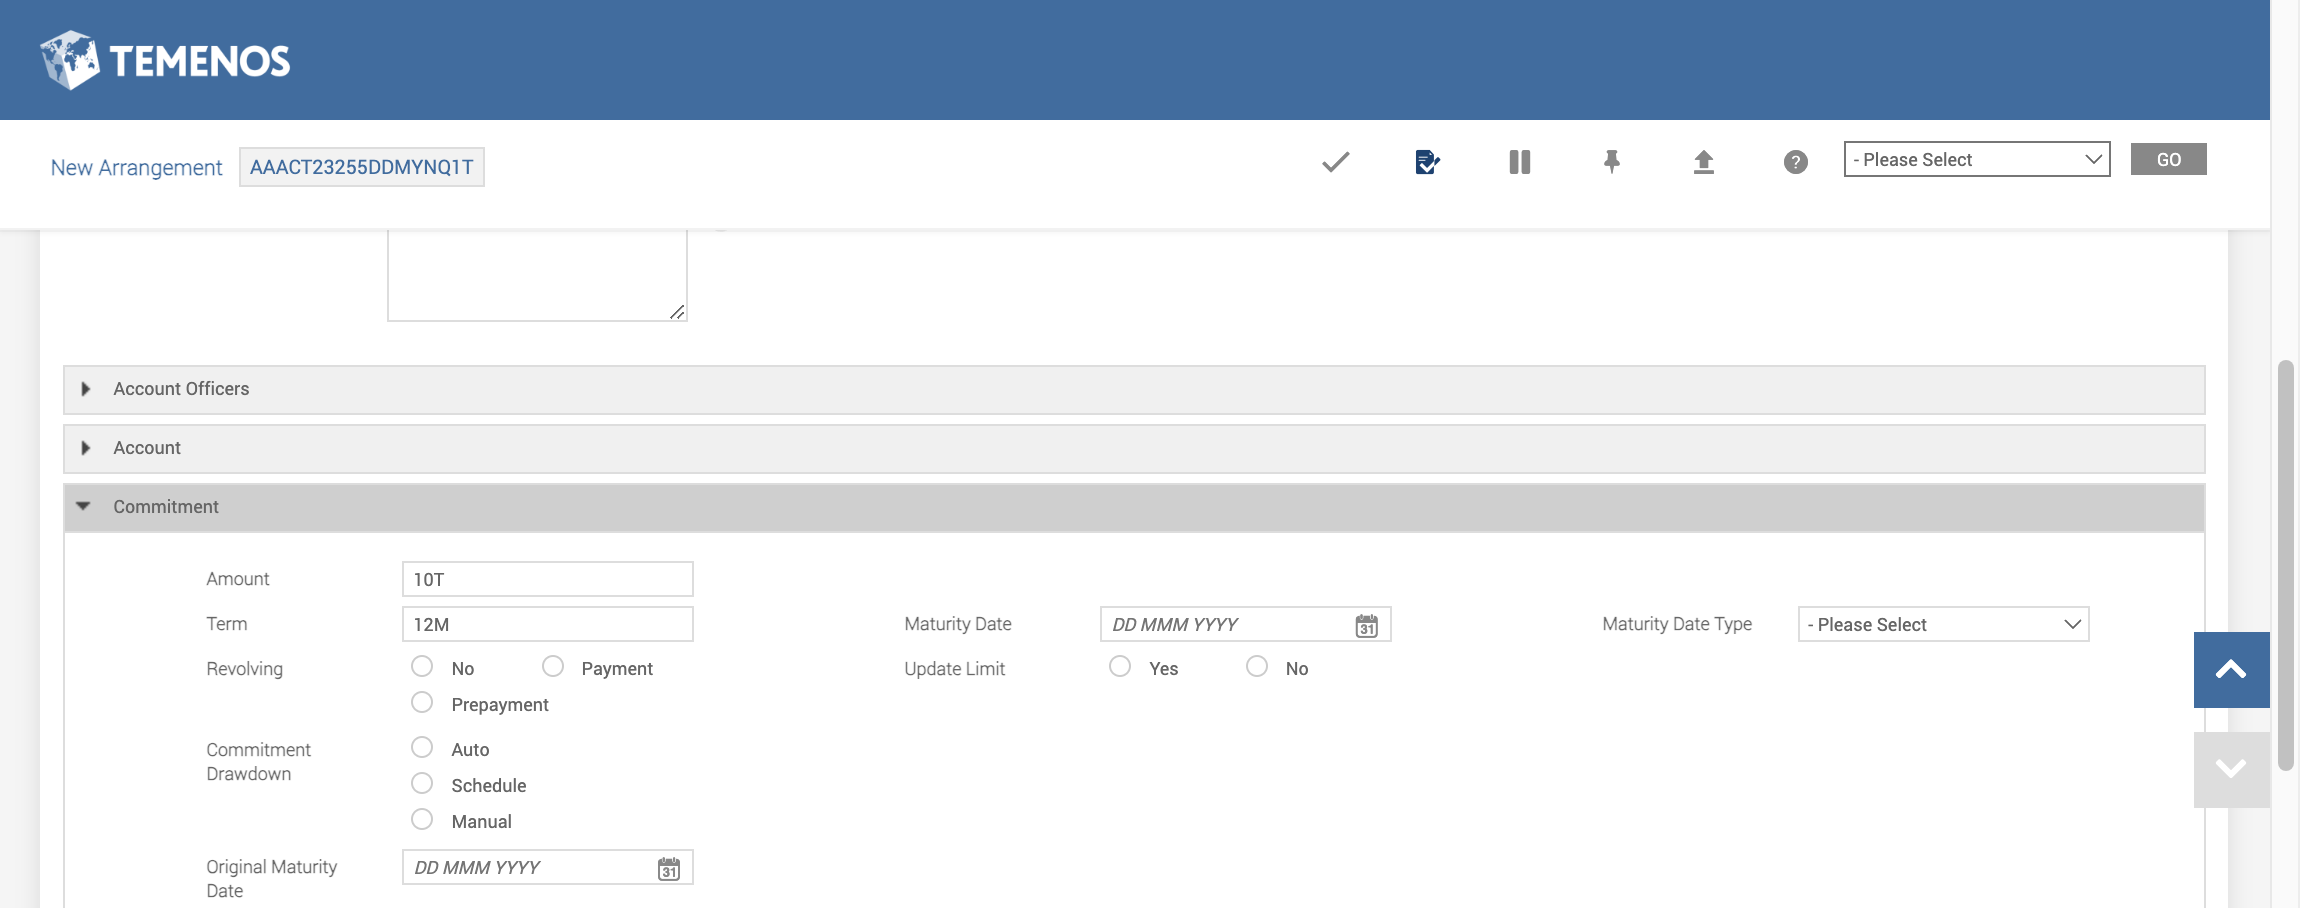 TEMENOS
New Arrangement AAACT23255DDMYNQ1T ? - Please Select GO
Account Officers
Account
Commitment
Amount 10T
Term 12M Maturity Date DD MMM YYYY 31 Maturity Date Type - Please Select
Revolving No Payment Update Limit Yes No
Prepayment
Commitment Drawdown Auto
Schedule
Manual
Original Maturity Date DD MMM YYYY 31